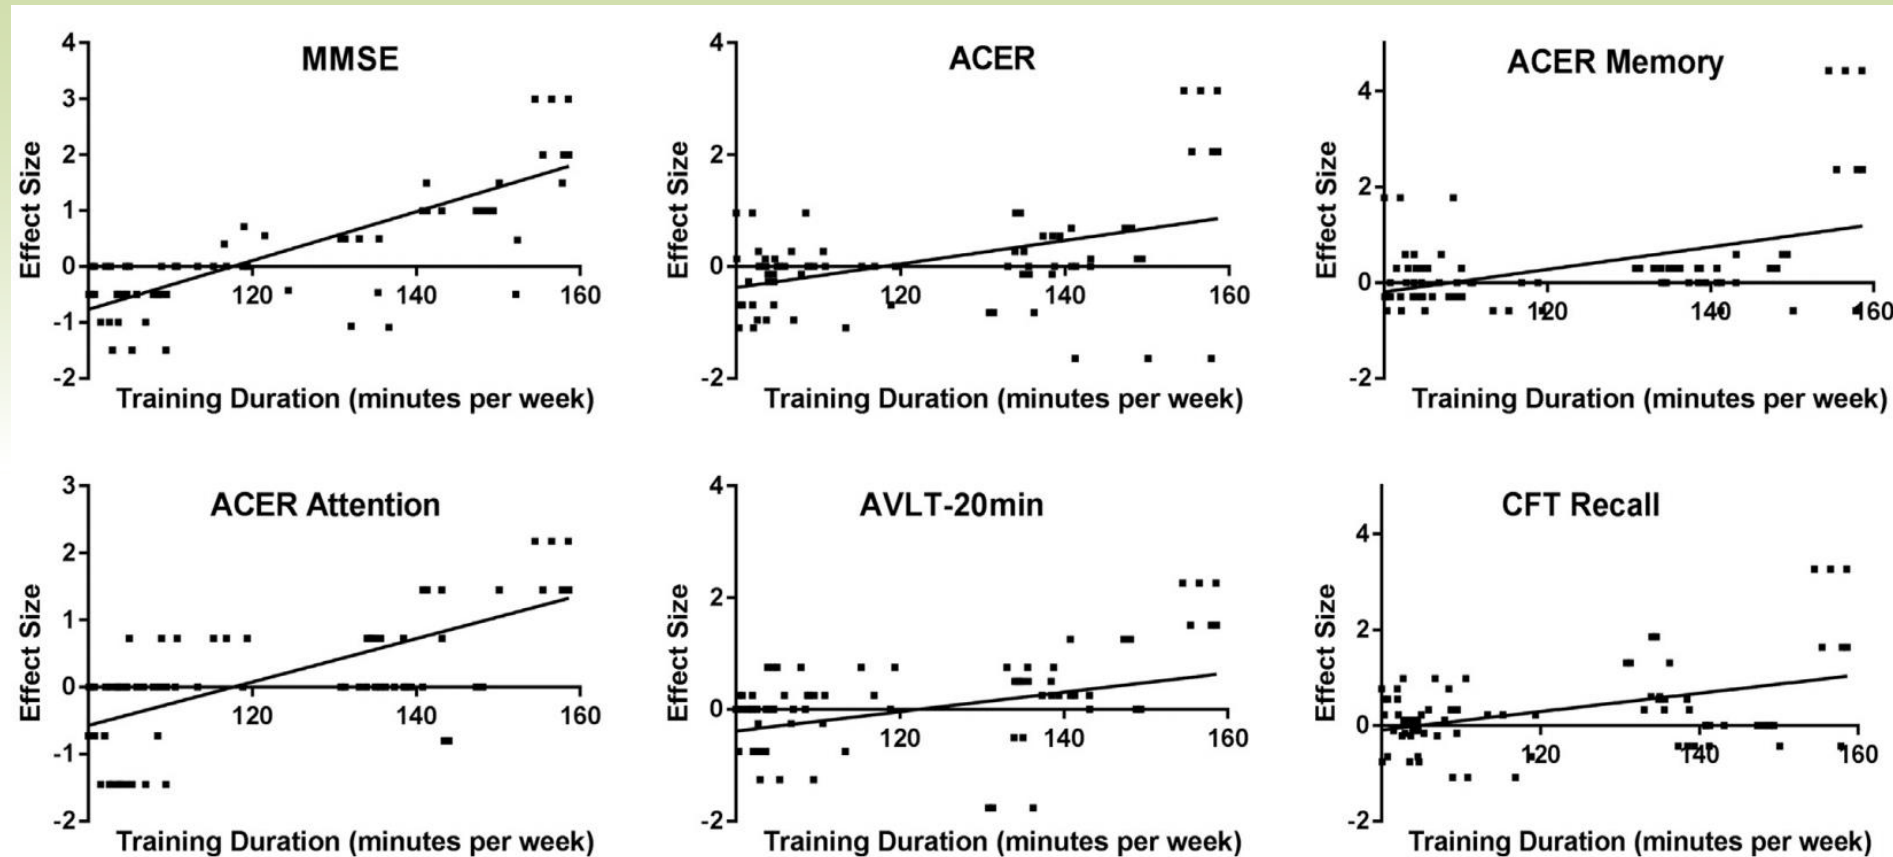 MMSE
4
3
2
1
0
-1
-2
120
140
160
Effect Size
Training Duration (minutes per week)
ACER
4
2
0
-2
120
140
160
Effect Size
Training Duration (minutes per week)
ACER Memory
4
2
0
-2
120
140
160
Effect Size
Training Duration (minutes per week)
ACER Attention
3
2
1
0
-1
-2
120
140
160
Effect Size
Training Duration (minutes per week)
AVLT-20min
4
2
0
-2
120
140
160
Effect Size
Training Duration (minutes per week)
CFT Recall
4
2
0
-2
120
140
160
Effect Size
Training Duration (minutes per week)